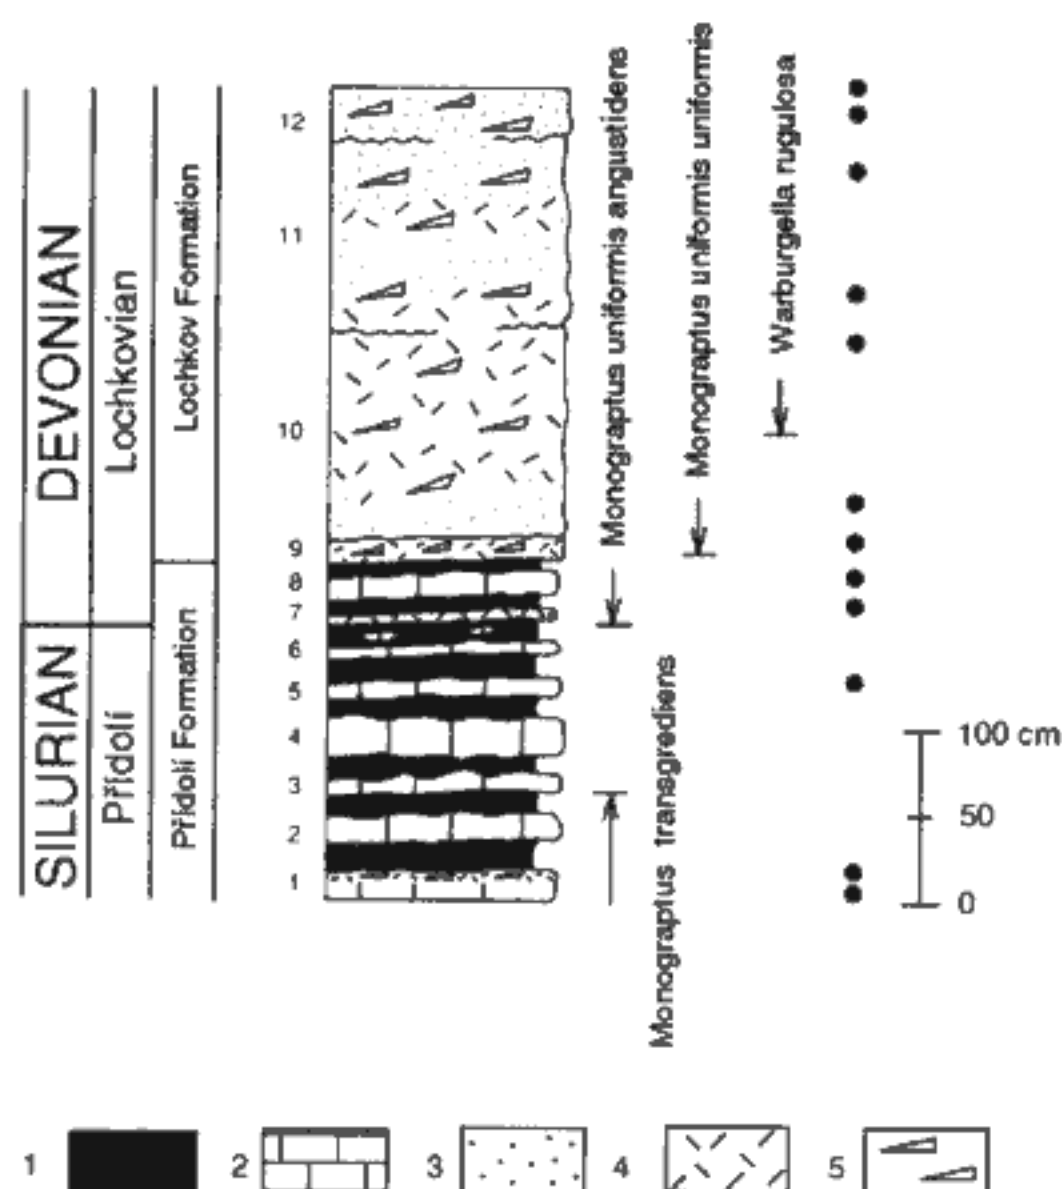 DEVONIAN
SILURIAN
Lochkovian
Přídolí
Lochkov Formation
Přídolí Formation
12
11
10
9
8
7
6
5
4
3
2
1
Monograptus uniformis angustidens
Monograptus uniformis uniformis
Warburgella rugulosa
Monograptus transgrediens
100 cm
50
0
1
2
3
4
5